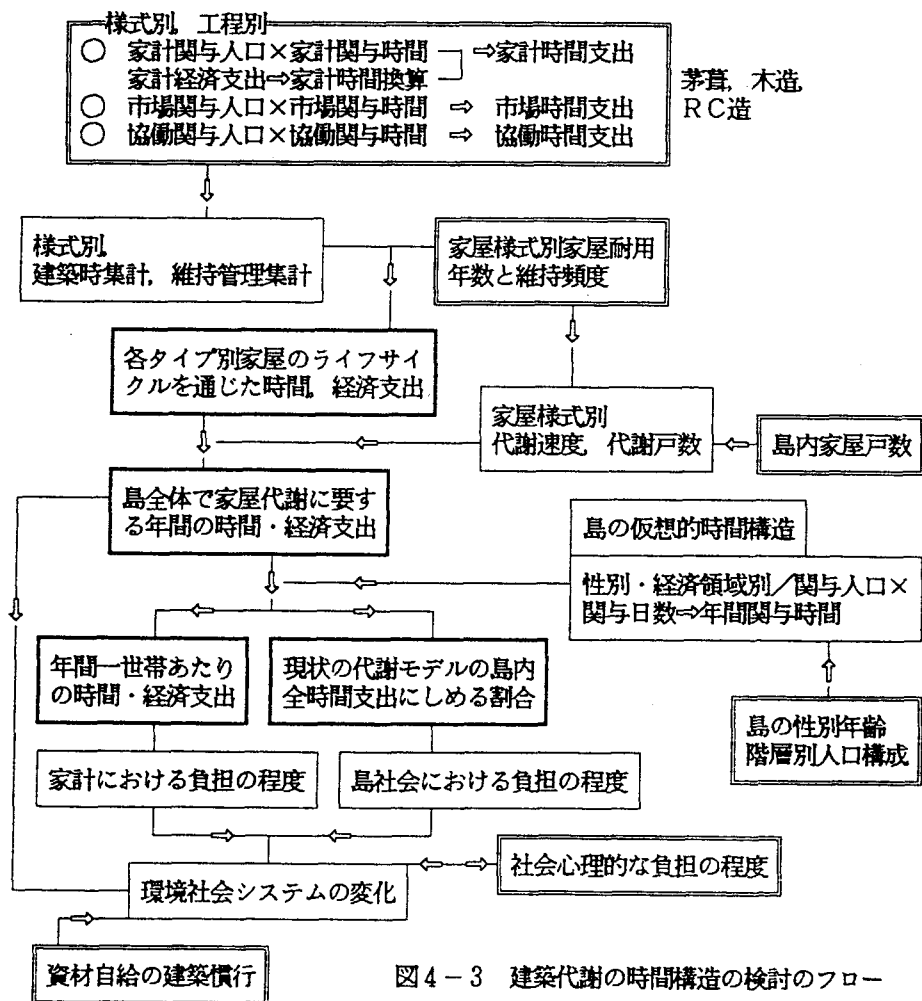 様式別, 工程別
○ 家計関与人口×家計関与時間 ⇨家計時間支出
家計経済支出⇨家計時間換算
○ 市場関与人口×市場関与時間 ⇨ 市場時間支出
○ 協働関与人口×協働関与時間 ⇨ 協働時間支出
茅葺, 木造,
RC造
様式別,
建築時集計, 維持管理集計
家屋様式別家屋耐用
年数と維持頻度
各タイプ別家屋のライフサイ
クルを通じた時間, 経済支出
家屋様式別
代謝速度, 代謝戸数
島内家屋戸数
島全体で家屋代謝に要す
る年間の時間・経済支出
島の仮想的時間構造
性別・経済領域別/関与人口×
関与日数⇨年間関与時間
年間一世帯あたり
の時間・経済支出
現状の代謝モデルの島内
全時間支出にしめる割合
島の性別年齢
階層別人口構成
家計における負担の程度
島社会における負担の程度
社会心理的な負担の程度
環境社会システムの変化
資材自給の建築慣行
図4-3 建築代謝の時間構造の検討のフロー